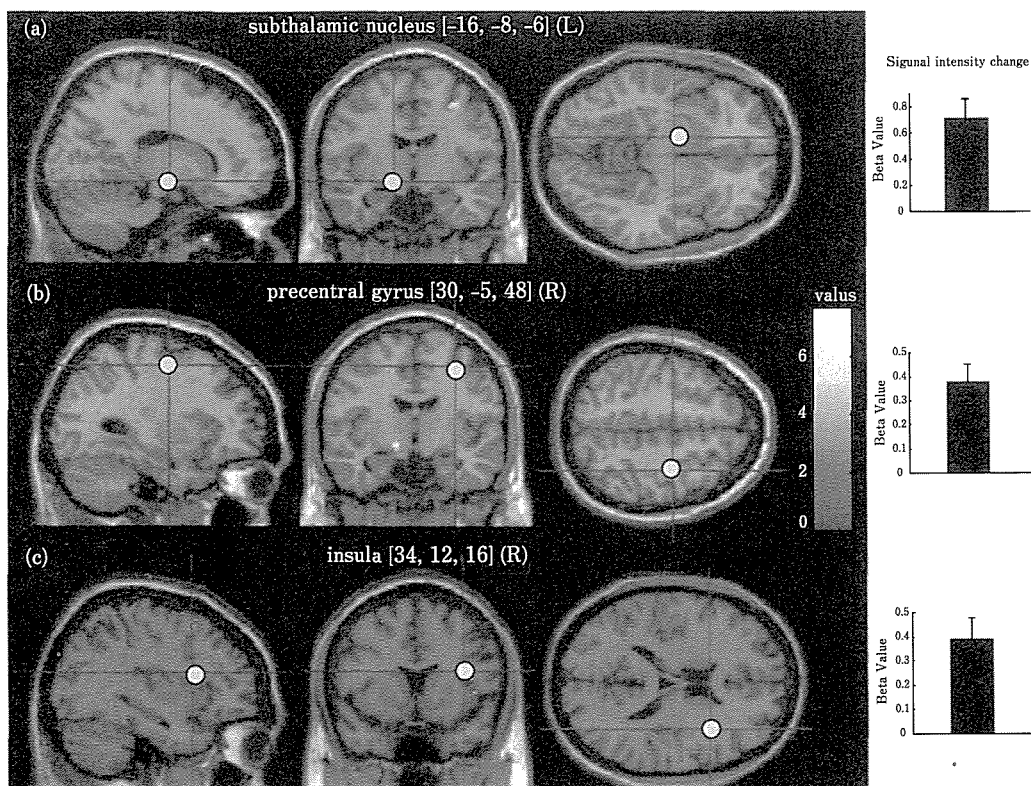 (a)
subthalamic nucleus [–16, –8, –6] (L)
Sigunal intensity change
Beta Value
0.8
0.6
0.4
0.2
0
(b)
precentral gyrus [30, –5, 48] (R)
valus
6
4
2
0
Beta Value
0.5
0.4
0.3
0.2
0.1
0
(c)
insula [34, 12, 16] (R)
Beta Value
0.5
0.4
0.3
0.2
0.1
0